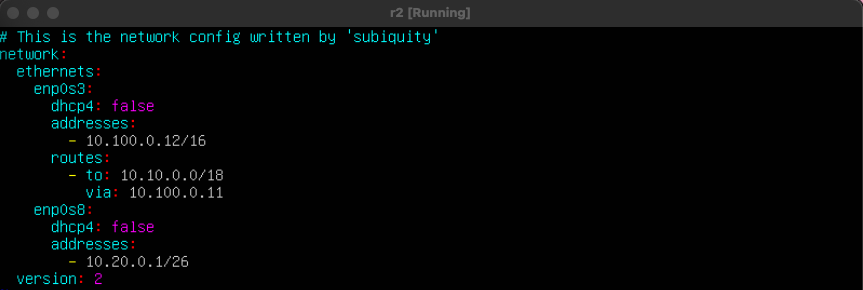 r2 [Running]
# This is the network config written by 'subiquity'
network:
  ethernets:
    enp0s3:
      dhcp4: false
      addresses:
        - 10.100.0.12/16
      routes:
        - to: 10.10.0.0/18
          via: 10.100.0.11
    enp0s8:
      dhcp4: false
      addresses:
        - 10.20.0.1/26
  version: 2